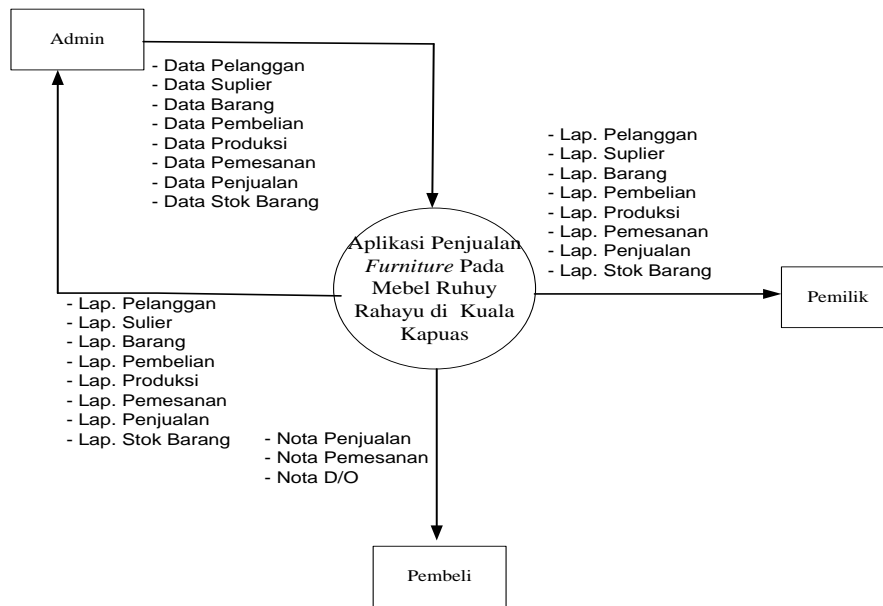 Admin
- Data Pelanggan
- Data Suplier
- Data Barang
- Data Pembelian
- Data Produksi
- Data Pemesanan
- Data Penjualan
- Data Stok Barang
- Lap. Pelanggan
- Lap. Suplier
- Lap. Barang
- Lap. Pembelian
- Lap. Produksi
- Lap. Pemesanan
- Lap. Penjualan
- Lap. Stok Barang
Aplikasi Penjualan
Furniture Pada
Mebel Ruhuy
Rahayu di Kuala
Kapuas
Pemilik
- Lap. Pelanggan
- Lap. Sulier
- Lap. Barang
- Lap. Pembelian
- Lap. Produksi
- Lap. Pemesanan
- Lap. Penjualan
- Lap. Stok Barang
- Nota Penjualan
- Nota Pemesanan
- Nota D/O
Pembeli